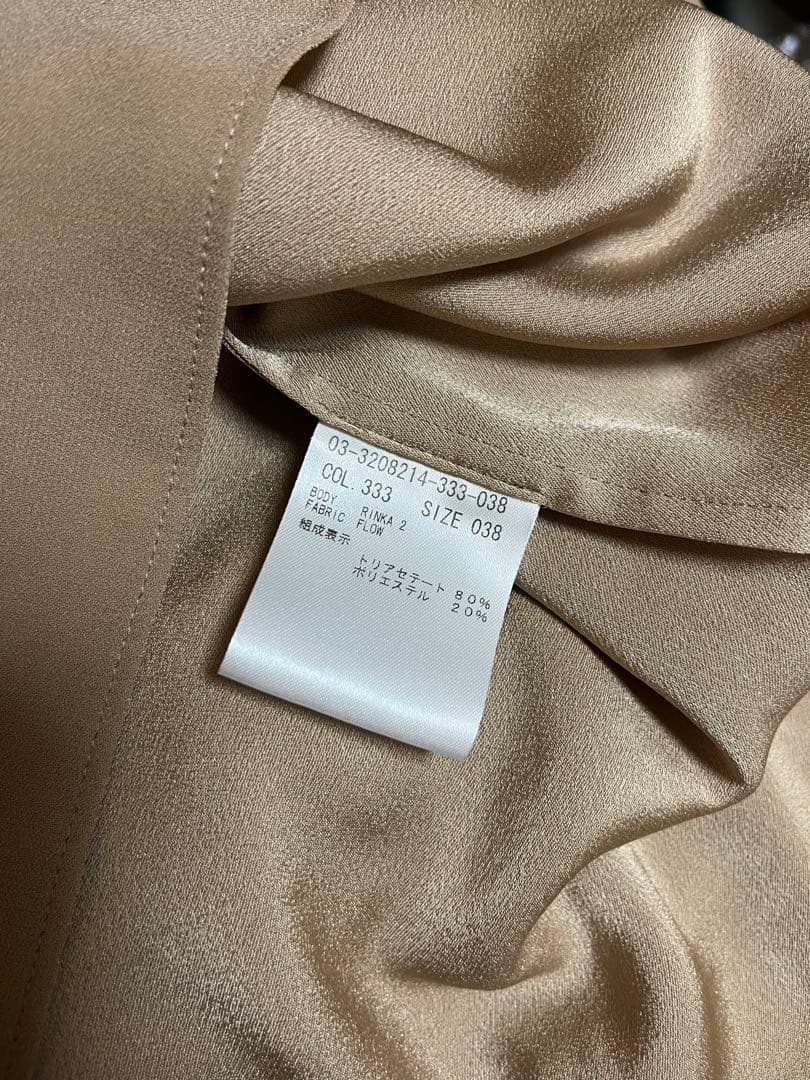 03-3208214-333-038
COL. 333 SIZE 038
BODY RINKA 2
FABRIC FLOW
組成表示
トリアセテート 80%
ポリエステル 20%